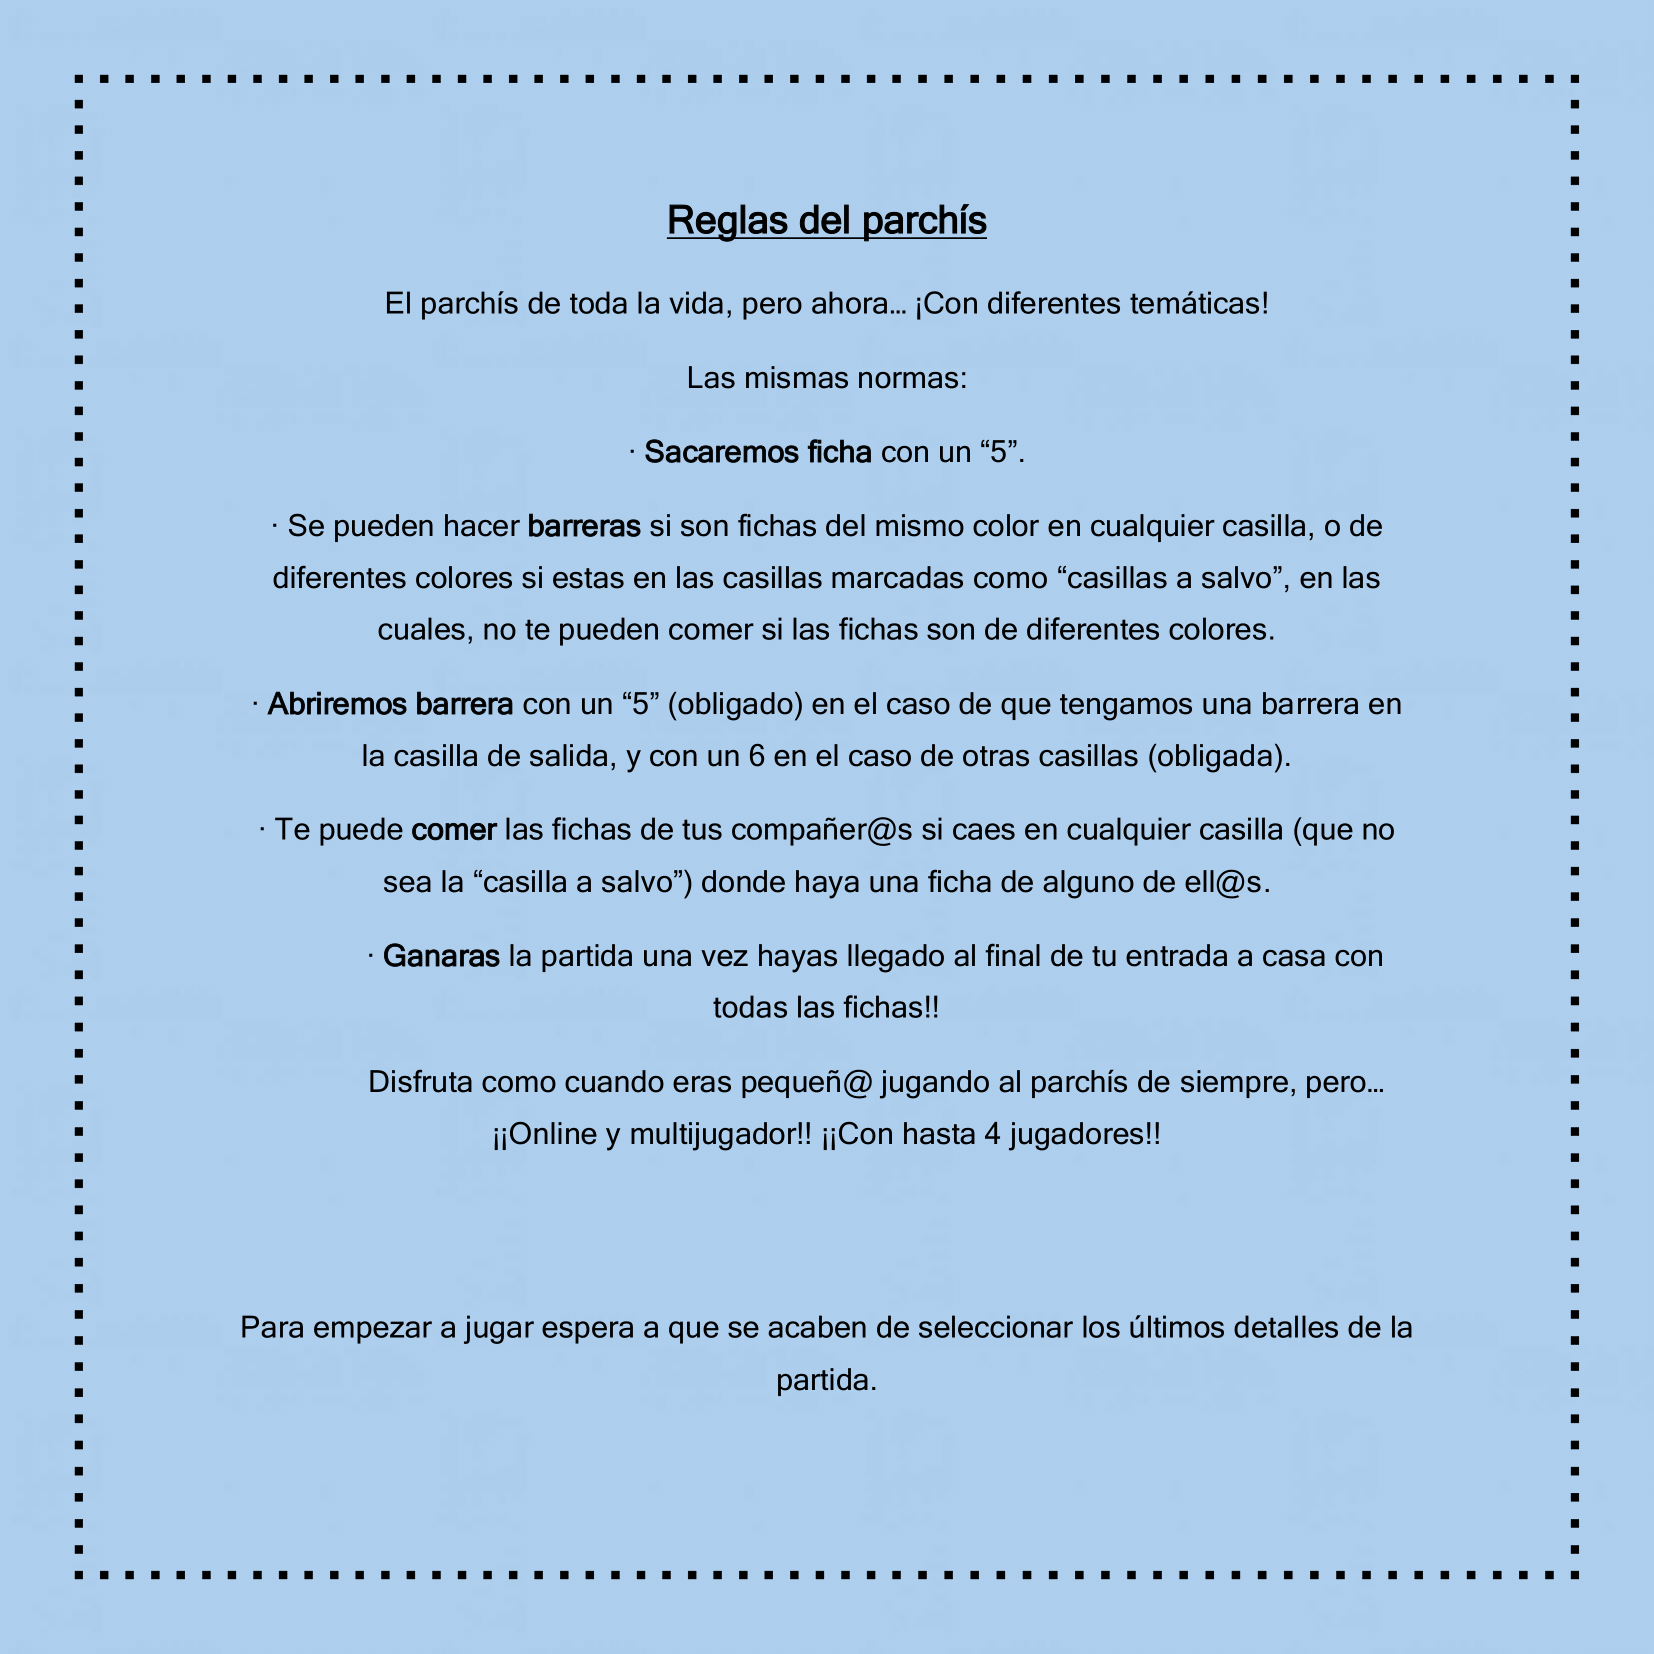 Reglas del parchís
El parchís de toda la vida, pero ahora... ¡Con diferentes temáticas!
Las mismas normas:
· Sacaremos ficha con un “5”.
· Se pueden hacer barreras si son fichas del mismo color en cualquier casilla, o de
diferentes colores si estas en las casillas marcadas como “casillas a salvo”, en las
cuales, no te pueden comer si las fichas son de diferentes colores.
· Abriremos barrera con un “5” (obligado) en el caso de que tengamos una barrera en
la casilla de salida, y con un 6 en el caso de otras casillas (obligada).
· Te puede comer las fichas de tus compañer@s si caes en cualquier casilla (que no
sea la “casilla a salvo”) donde haya una ficha de alguno de ell@s.
· Ganaras la partida una vez hayas llegado al final de tu entrada a casa con
todas las fichas!!
Disfruta como cuando eras pequeñ@ jugando al parchís de siempre, pero...
¡¡Online y multijugador!! ¡¡Con hasta 4 jugadores!!
Para empezar a jugar espera a que se acaben de seleccionar los últimos detalles de la
partida.